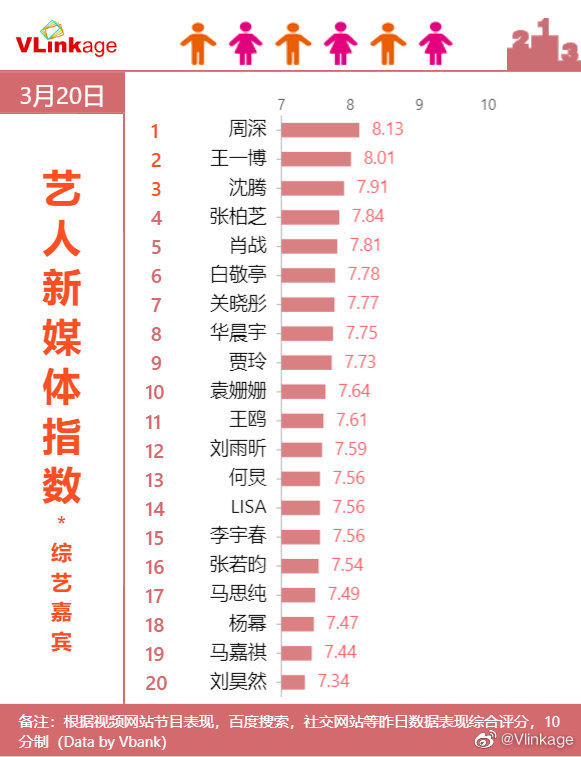 VLinkage
2 1 3
3月20日
艺人新媒体指数
*综艺嘉宾
7 8 9 10
1 周深 8.13
2 王一博 8.01
3 沈腾 7.91
4 张柏芝 7.84
5 肖战 7.81
6 白敬亭 7.78
7 关晓彤 7.77
8 华晨宇 7.75
9 贾玲 7.73
10 袁姗姗 7.64
11 王鸥 7.61
12 刘雨昕 7.59
13 何炅 7.56
14 LISA 7.56
15 李宇春 7.56
16 张若昀 7.54
17 马思纯 7.49
18 杨幂 7.47
19 马嘉祺 7.44
20 刘昊然 7.34
备注：根据视频网站节目表现，百度搜索，社交网站等昨日数据表现综合评分，10
分制（Data by Vbank）
@Vlinkage